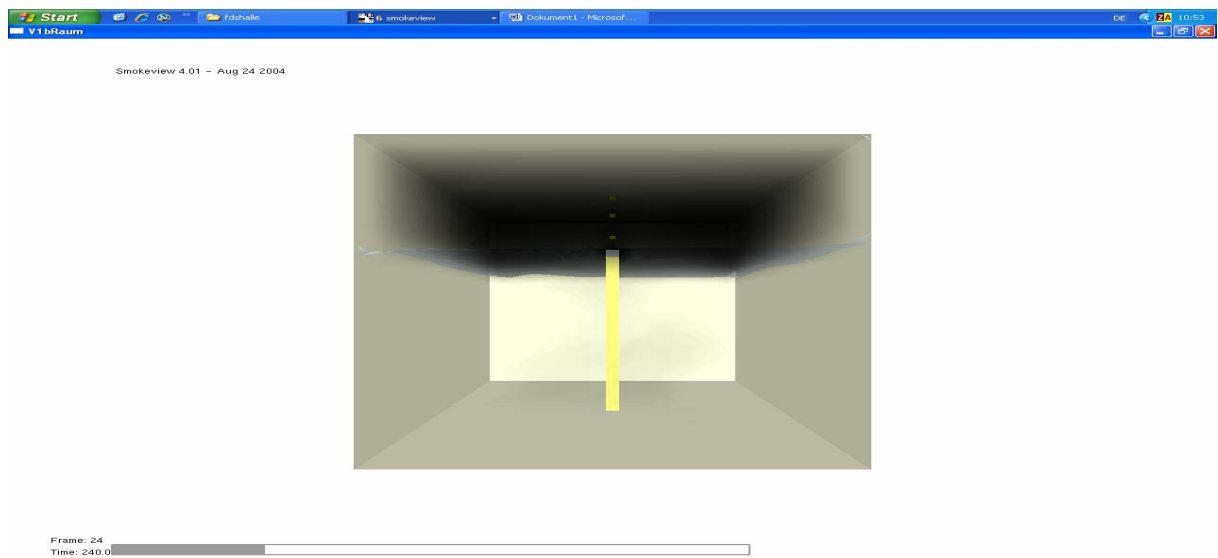 Start » fdshalle 6 smokeview Dokument1 - Microsof... DE ZA 10:53
V1bRaum
Smokeview 4.01 - Aug 24 2004
Frame: 24
Time: 240.0